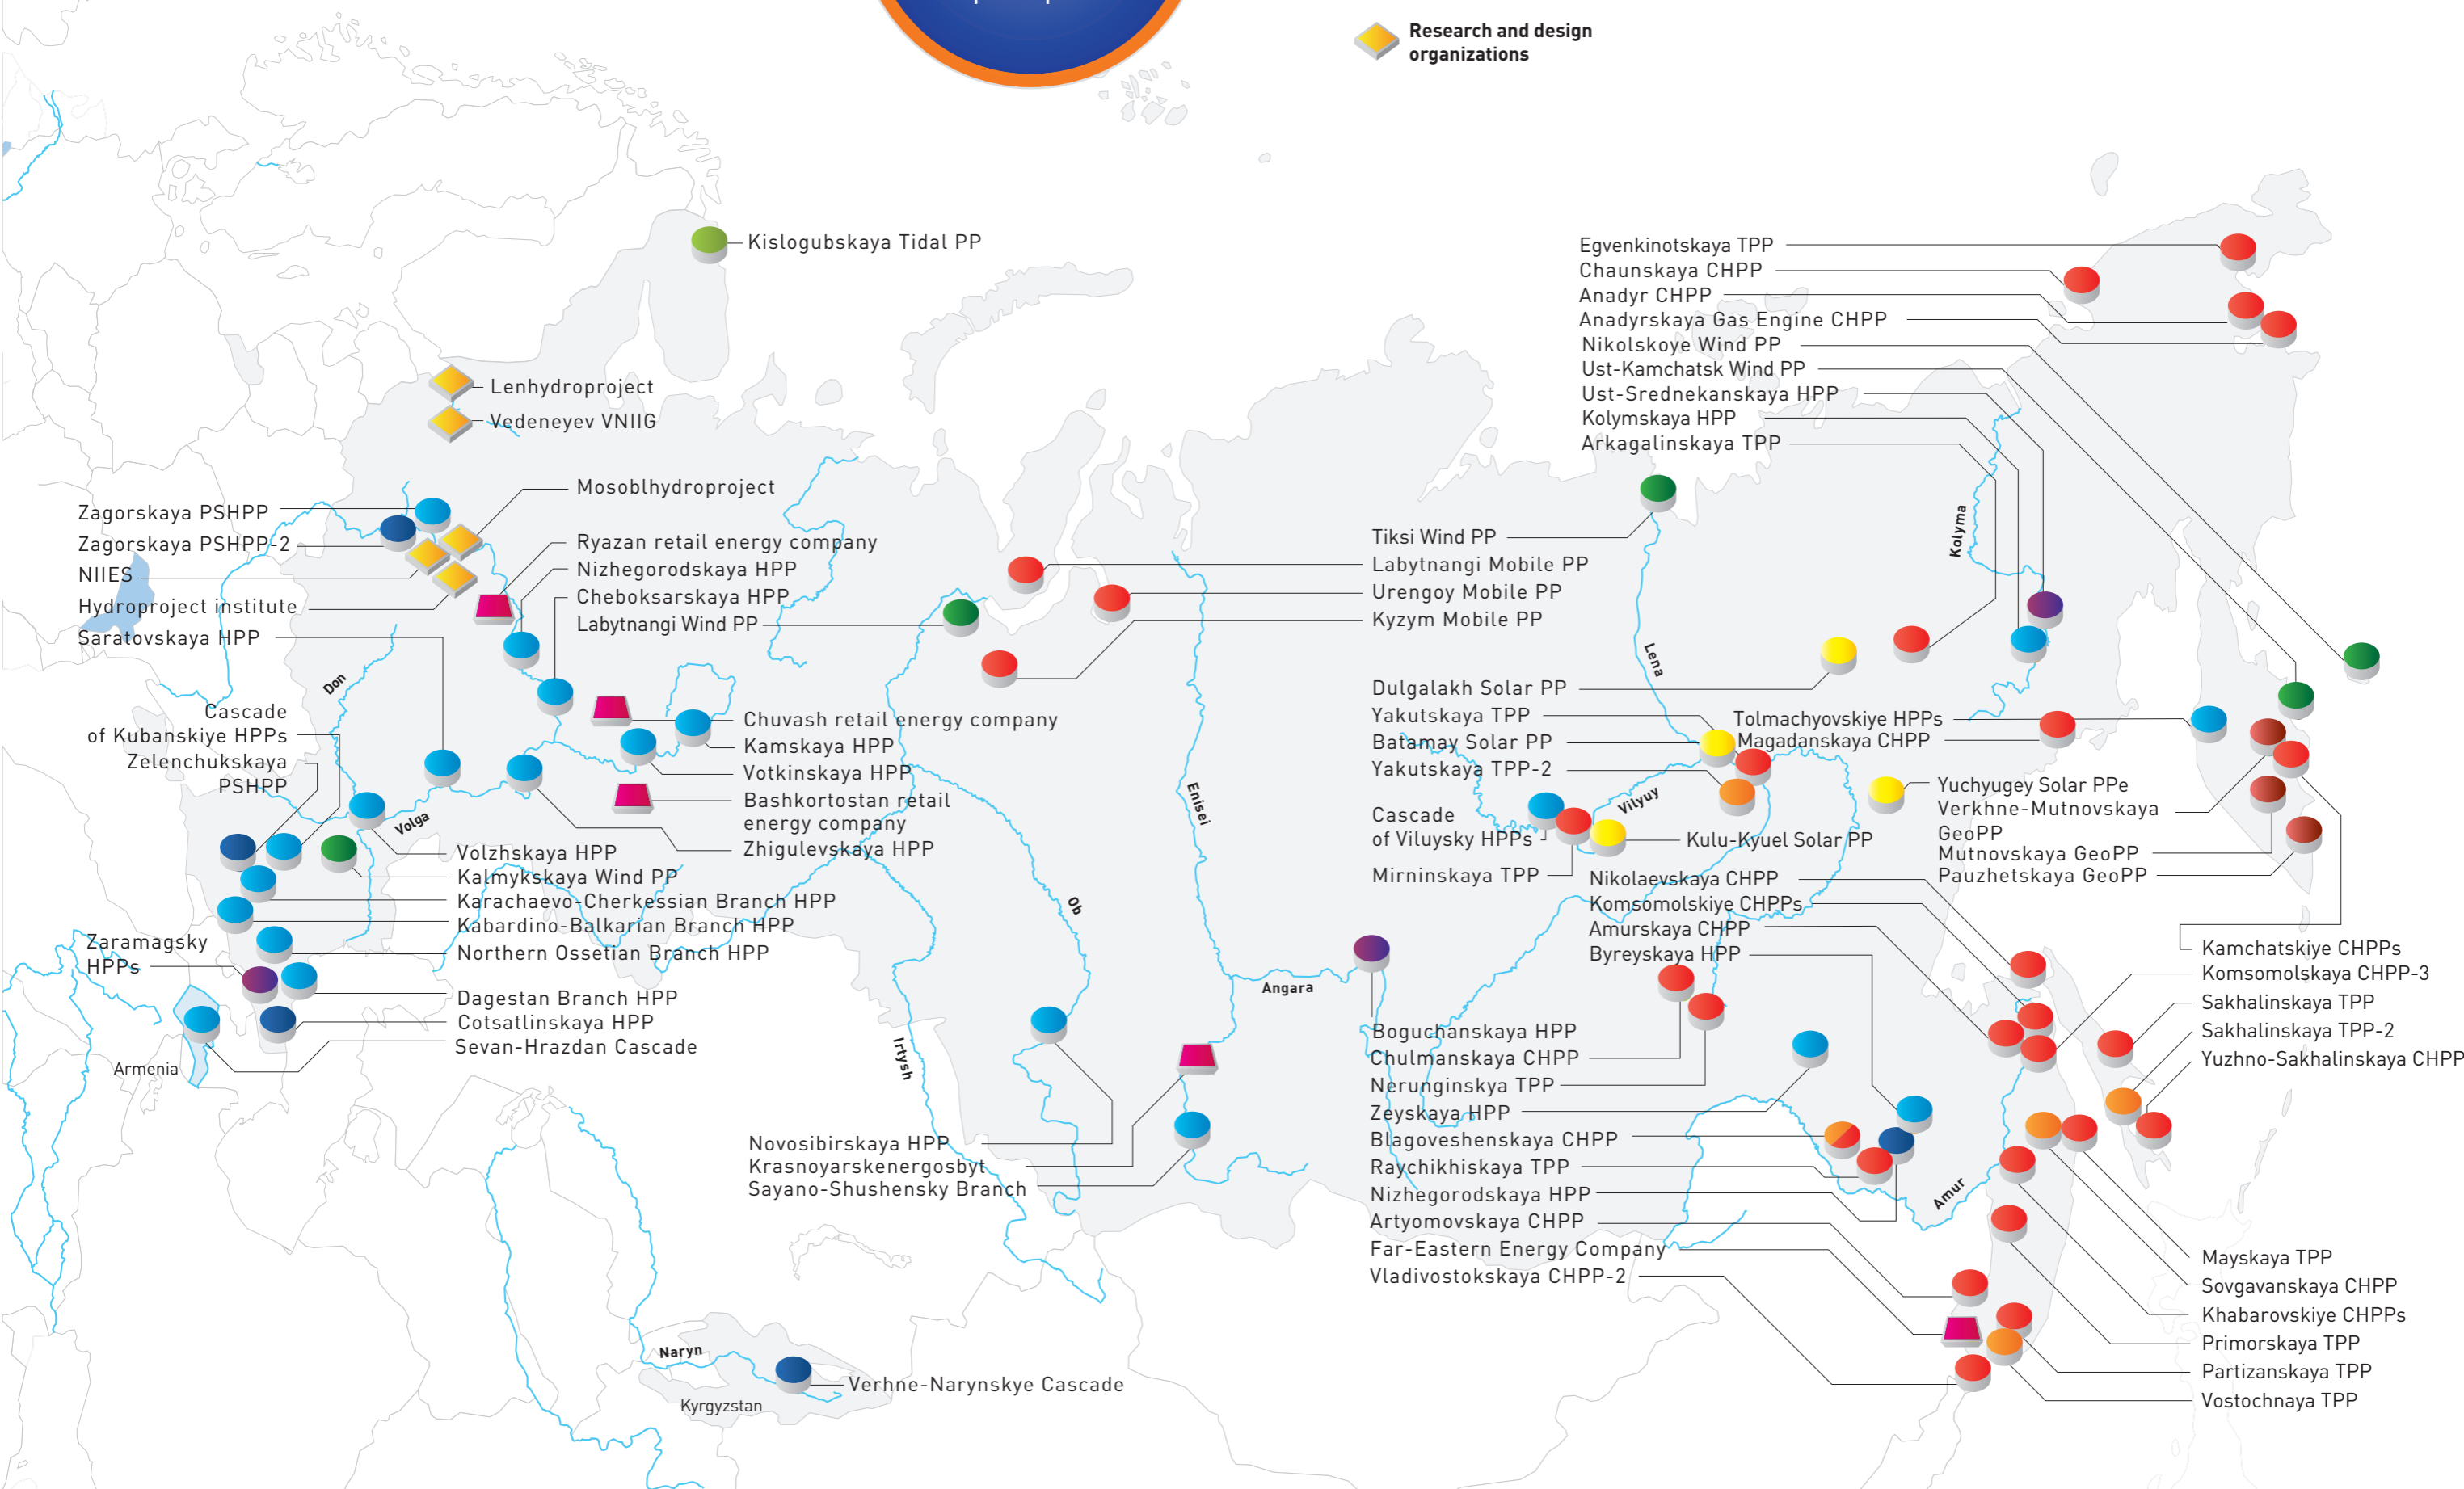 Research and design
organizations
Kislogubskaya Tidal PP
Lenhydroproject
Vedeneyev VNIIG
Mosoblhydroproject
Zagorskaya PSHPP
Zagorskaya PSHPP-2
NIIES
Hydroproject institute
Saratovskaya HPP
Ryazan retail energy company
Nizhegorodskaya HPP
Cheboksarskaya HPP
Labytnangi Wind PP
Don
Cascade
of Kubanskiye HPPs
Zelenchukskaya
PSHPP
Chuvash retail energy company
Kamskaya HPP
Votkinskaya HPP
Bashkortostan retail
energy company
Zhigulevskaya HPP
Volga
Volzhskaya HPP
Kalmykskaya Wind PP
Karachaevo-Cherkessian Branch HPP
Kabardino-Balkarian Branch HPP
Northern Ossetian Branch HPP
Zaramagsky
HPPs
Dagestan Branch HPP
Cotsatlinskaya HPP
Sevan-Hrazdan Cascade
Armenia
Irtysh
Ob
Enisei
Angara
Novosibirskaya HPP
Krasnoyarskenergosbyt
Sayano-Shushensky Branch
Naryn
Kyrgyzstan
Verhne-Narynskye Cascade
Egvenkinotskaya TPP
Chaunskaya CHPP
Anadyr CHPP
Anadyrskaya Gas Engine CHPP
Nikolskoye Wind PP
Ust-Kamchatsk Wind PP
Ust-Srednekanskaya HPP
Kolymskaya HPP
Arkagalinskaya TPP
Kolyma
Tiksi Wind PP
Labytnangi Mobile PP
Urengoy Mobile PP
Kyzym Mobile PP
Lena
Dulgalakh Solar PP
Yakutskaya TPP
Batamay Solar PP
Yakutskaya TPP-2
Tolmachyovskiye HPPs
Magadanskaya CHPP
Cascade
of Viluysky HPPs
Mirninskaya TPP
Vilyuy
Kulu-Kyuel Solar PP
Yuchyugey Solar PPe
Verkhne-Mutnovskaya
GeoPP
Mutnovskaya GeoPP
Pauzhetskaya GeoPP
Nikolaevskaya CHPP
Komsomolskiye CHPPs
Amurskaya CHPP
Byreyskaya HPP
Boguchanskaya HPP
Chulmanskaya CHPP
Nerunginskya TPP
Zeyskaya HPP
Blagoveshenskaya CHPP
Raychikhiskaya TPP
Nizhegorodskaya HPP
Artyomovskaya CHPP
Far-Eastern Energy Company
Vladivostokskaya CHPP-2
Amur
Kamchatskiye CHPPs
Komsomolskaya CHPP-3
Sakhalinskaya TPP
Sakhalinskaya TPP-2
Yuzhno-Sakhalinskaya CHPP
Mayskaya TPP
Sovgavanskaya CHPP
Khabarovskiye CHPPs
Primorskaya TPP
Partizanskaya TPP
Vostochnaya TPP